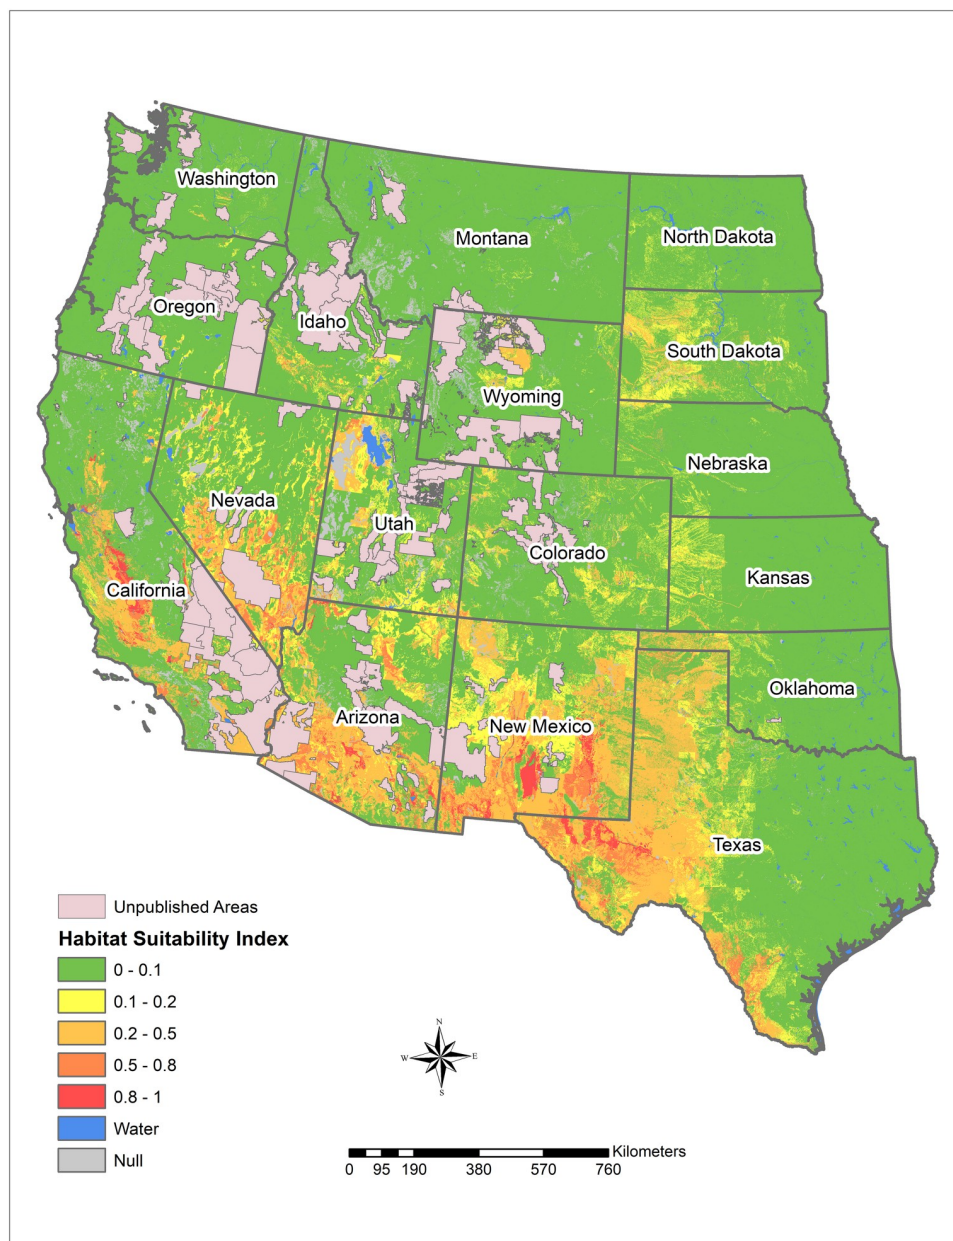 Washington
Montana
North Dakota
Oregon
Idaho
South Dakota
Wyoming
Nebraska
Nevada
Utah
Colorado
Kansas
California
Oklahoma
Arizona
New Mexico
Texas
Unpublished Areas
Habitat Suitability Index
0 - 0.1
0.1 - 0.2
0.2 - 0.5
0.5 - 0.8
0.8 - 1
Water
Null
N
W
E
S
Kilometers
0 95 190 380 570 760